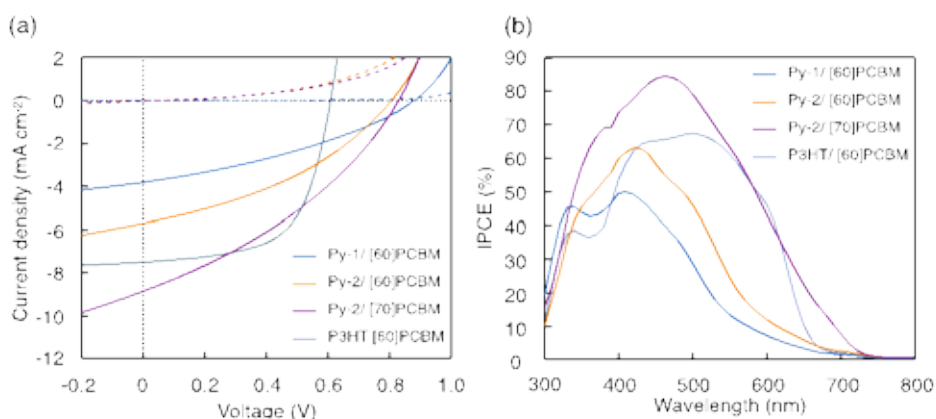 (a)
2
0
-2
-4
-6
-8
-10
-12
Current density (mA cm-2)
Py-1/ [60]PCBM
Py-2/ [60]PCBM
Py-2/ [70]PCBM
P3HT [60]PCBM
-0.2 0 0.2 0.4 0.6 0.8 1.0
Voltage (V)
(b)
90
80
70
60
50
40
30
20
10
0
IPCE (%)
Py-1/ [60]PCBM
Py-2/ [60]PCBM
Py-2/ [70]PCBM
P3HT/ [60]PCBM
300 400 500 600 700 800
Wavelength (nm)